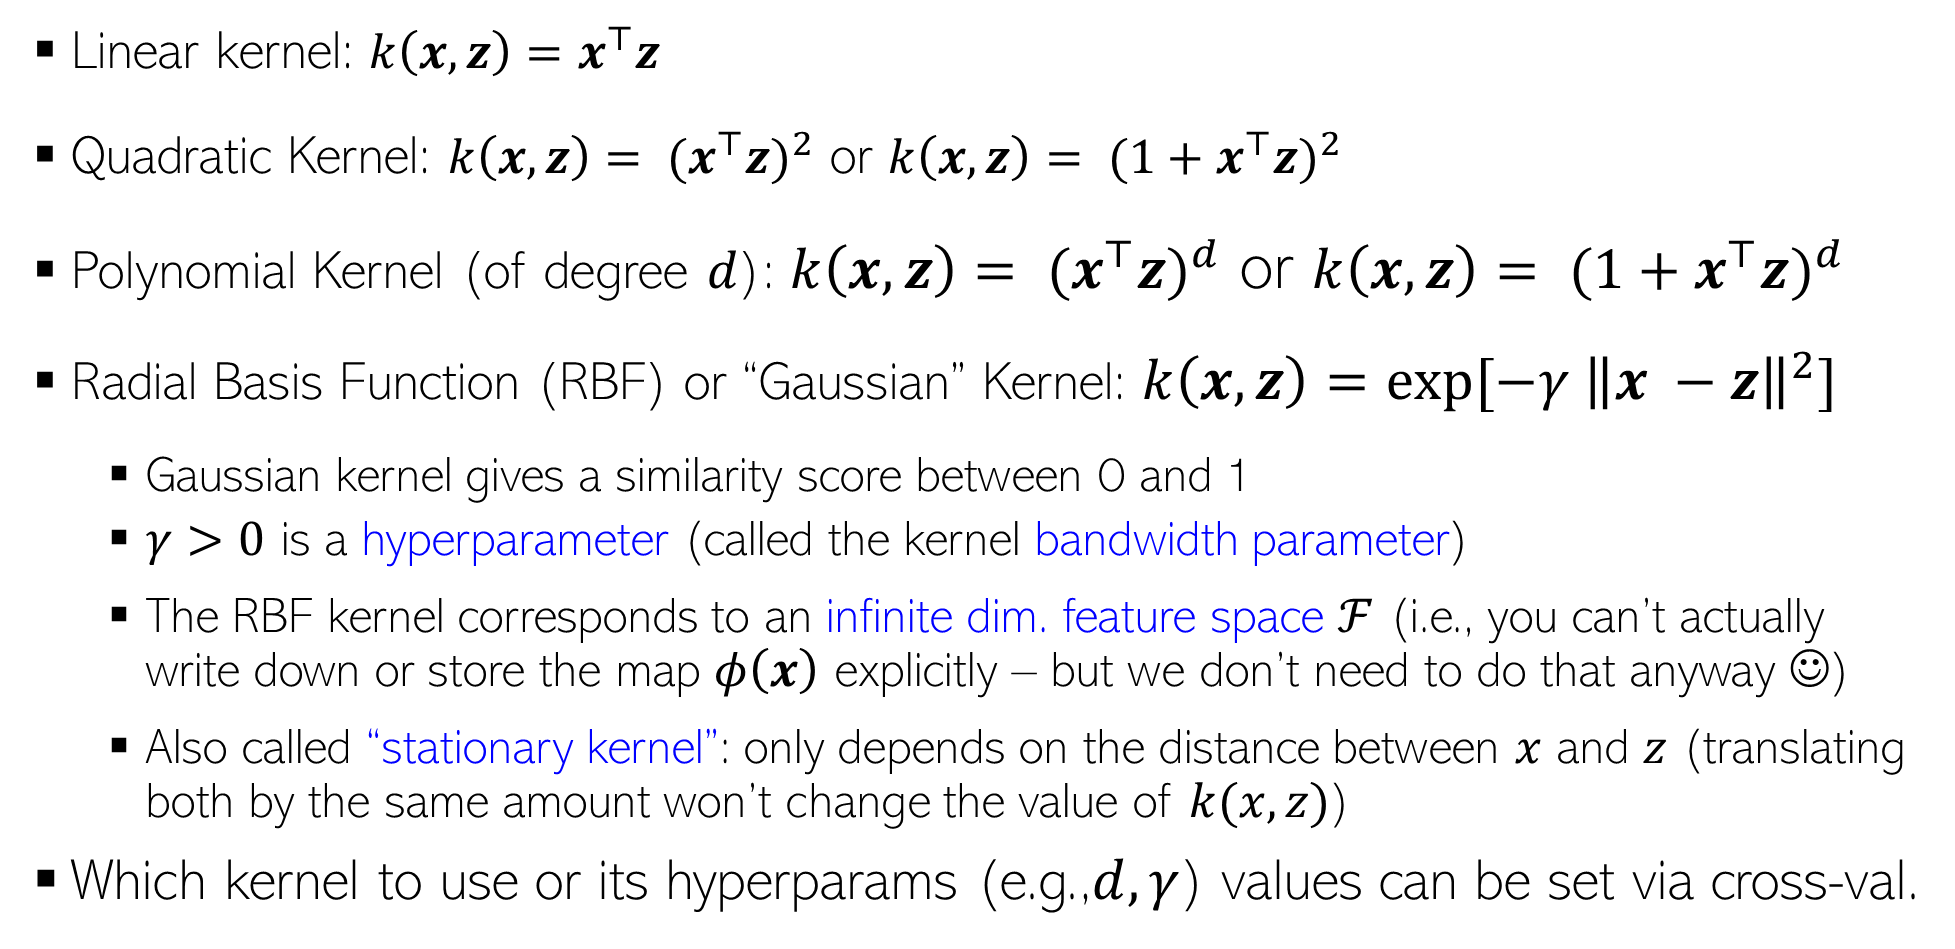 ▪ Linear kernel: k(x, z) = x⊤z
▪ Quadratic Kernel: k(x, z) = (x⊤z)² or k(x, z) = (1 + x⊤z)²
▪ Polynomial Kernel (of degree d): k(x, z) = (x⊤z)ᵈ or k(x, z) = (1 + x⊤z)ᵈ
▪ Radial Basis Function (RBF) or “Gaussian” Kernel: k(x, z) = exp[−γ ‖x − z‖²]
▪ Gaussian kernel gives a similarity score between 0 and 1
▪ γ > 0 is a hyperparameter (called the kernel bandwidth parameter)
▪ The RBF kernel corresponds to an infinite dim. feature space ℱ (i.e., you can’t actually
write down or store the map ϕ(x) explicitly – but we don’t need to do that anyway ☺)
▪ Also called “stationary kernel”: only depends on the distance between x and z (translating
both by the same amount won’t change the value of k(x, z))
▪ Which kernel to use or its hyperparams (e.g.,d, γ) values can be set via cross-val.